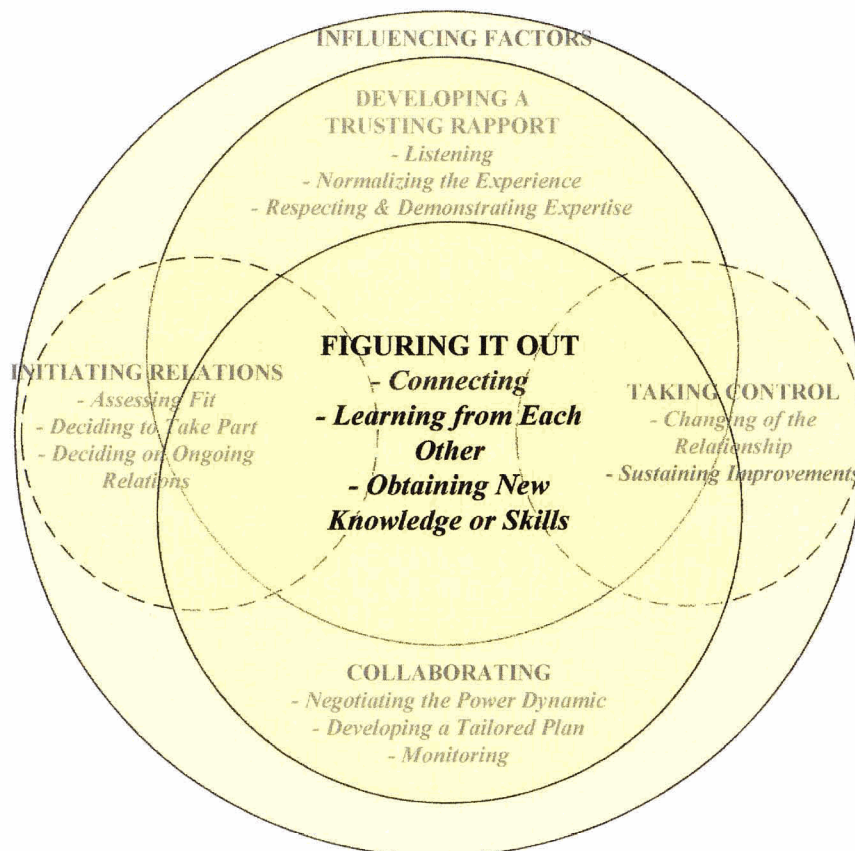 INFLUENCING FACTORS
DEVELOPING A
TRUSTING RAPPORT
- Listening
- Normalizing the Experience
- Respecting & Demonstrating Expertise
INITIATING RELATIONS
- Assessing Fit
- Deciding to Take Part
- Deciding on Ongoing
Relations
FIGURING IT OUT
- Connecting
- Learning from Each
Other
- Obtaining New
Knowledge or Skills
TAKING CONTROL
- Changing of the
Relationship
- Sustaining Improvements
COLLABORATING
- Negotiating the Power Dynamic
- Developing a Tailored Plan
- Monitoring